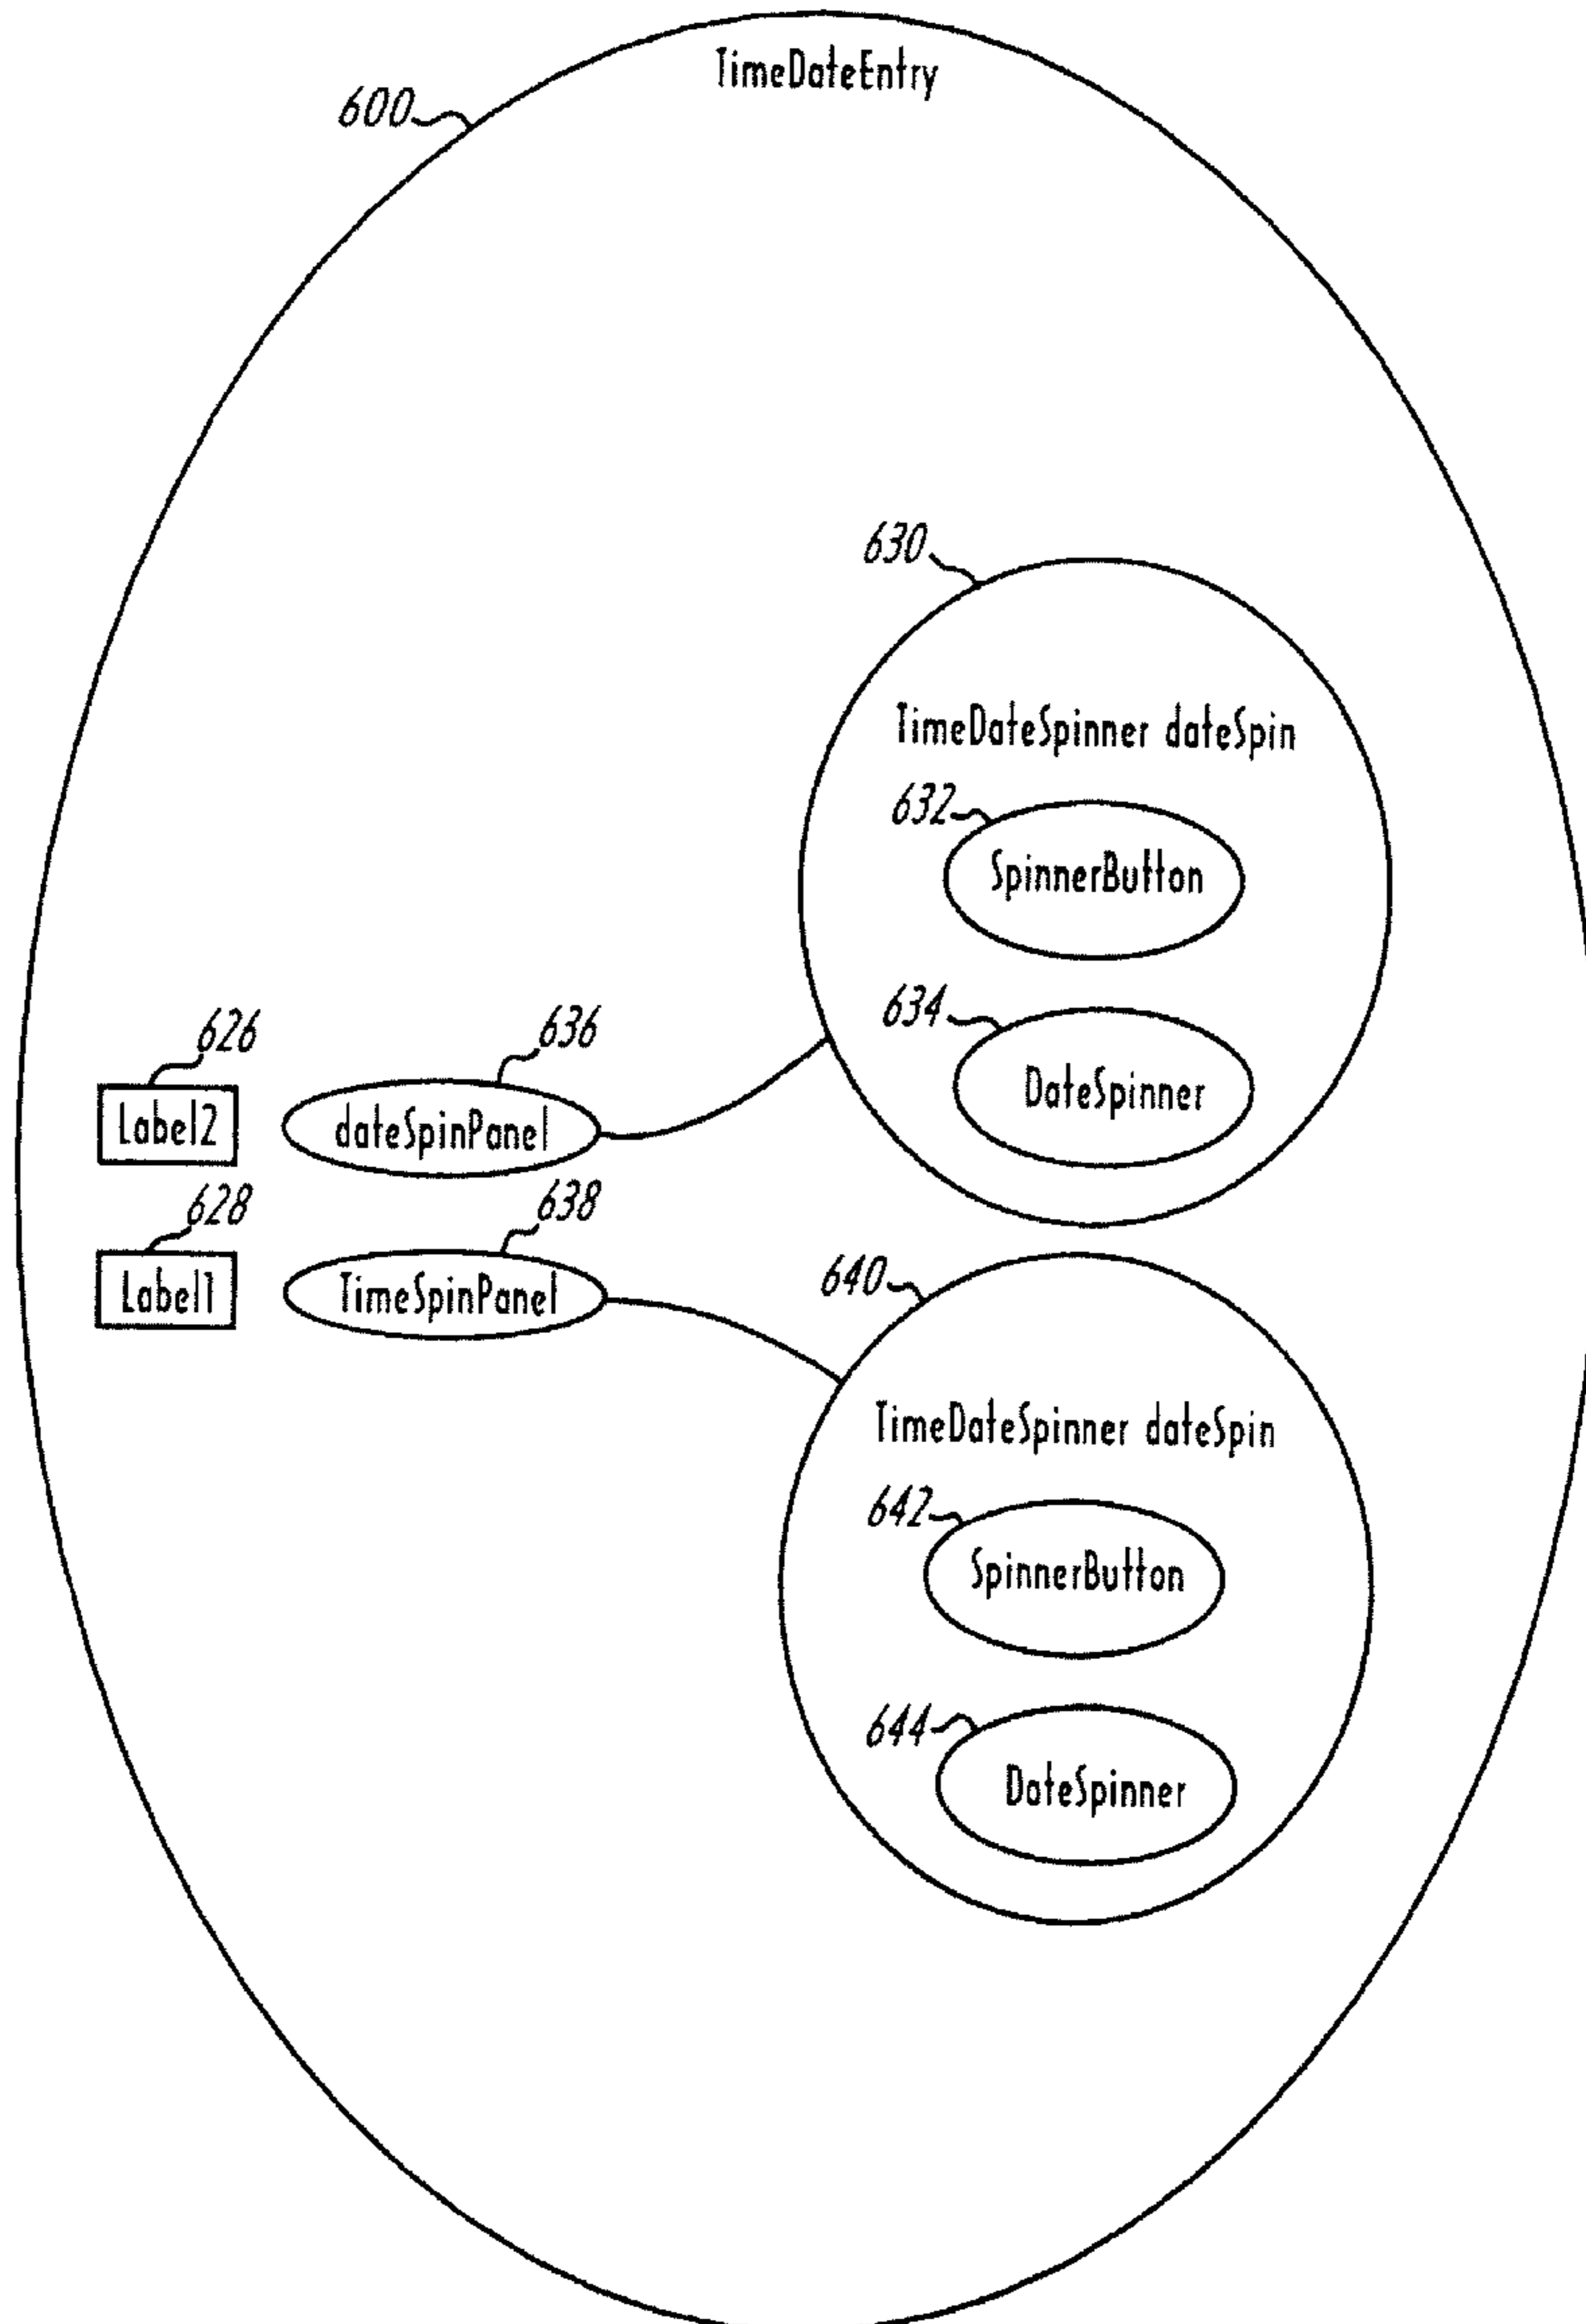 TimeDateEntry
600
630
TimeDateSpinner dateSpin
632
SpinnerButton
634
DateSpinner
626
636
Label2
dateSpinPanel
628
638
Label1
TimeSpinPanel
640
TimeDateSpinner dateSpin
642
SpinnerButton
644
DateSpinner